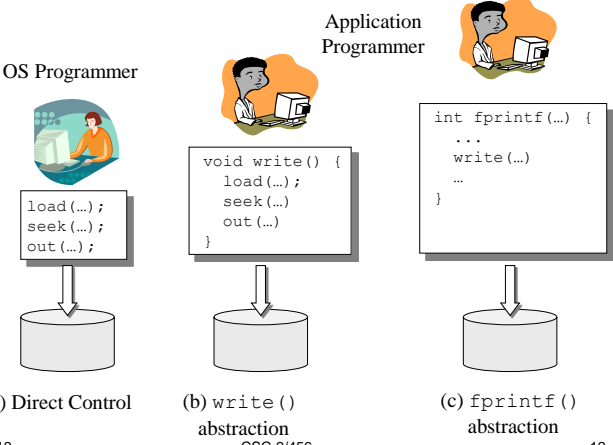 Application
Programmer
OS Programmer
int fprintf(…) {
...
write(…)
…
}
void write() {
load(…);
seek(…)
out(…)
}
load(…);
seek(…);
out(…);
) Direct Control
(b) write()
abstraction
(c) fprintf()
abstraction